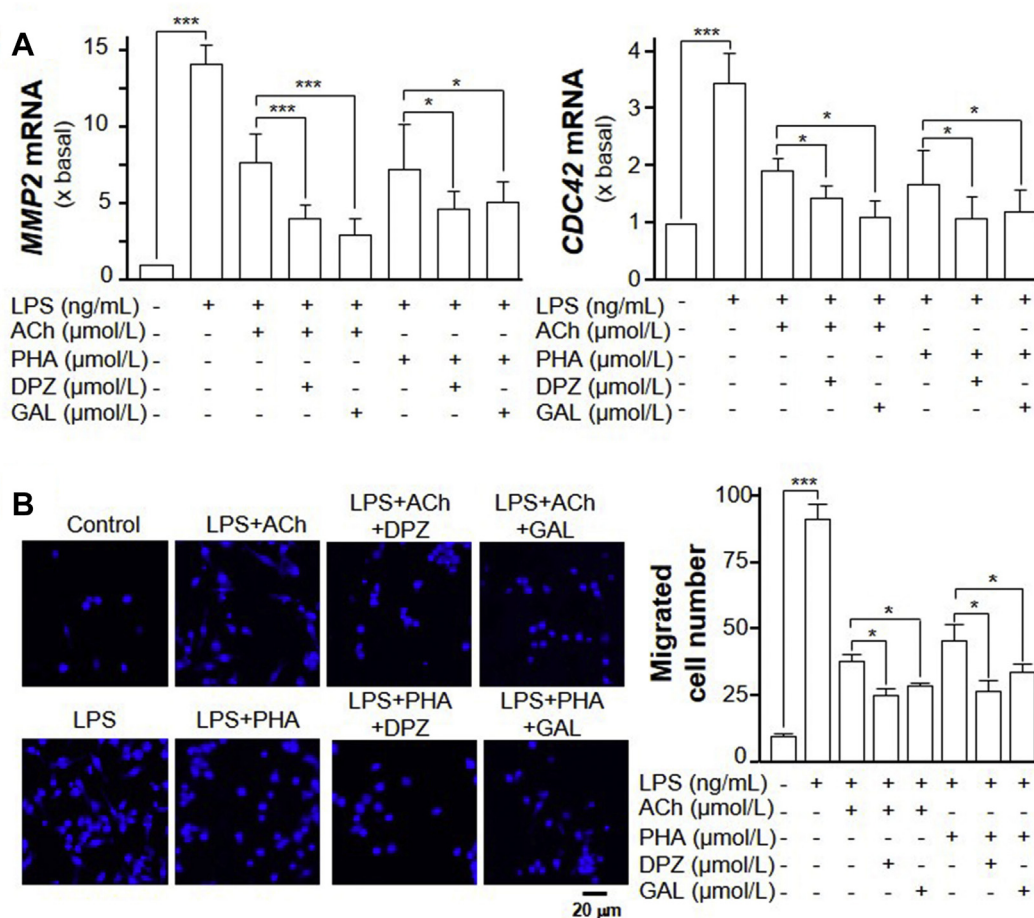 A
MMP2 mRNA
(x basal)
15
10
5
0
***
***
***
*
*
LPS (ng/mL) - + + + + + + +
ACh (µmol/L) - - + + + - - -
PHA (µmol/L) - - - - - + + +
DPZ (µmol/L) - - - + - - + -
GAL (µmol/L) - - - - + - - +
CDC42 mRNA
(x basal)
4
3
2
1
0
***
*
*
*
*
LPS (ng/mL) - + + + + + + +
ACh (µmol/L) - - + + + - - -
PHA (µmol/L) - - - - - + + +
DPZ (µmol/L) - - - + - - + -
GAL (µmol/L) - - - - + - - +
B
Control
LPS+ACh
LPS+ACh
+DPZ
LPS+ACh
+GAL
LPS
LPS+PHA
LPS+PHA
+DPZ
LPS+PHA
+GAL
20 µm
Migrated
cell number
100
75
50
25
0
***
*
*
*
*
LPS (ng/mL) - + + + + + + +
ACh (µmol/L) - - + + + - - -
PHA (µmol/L) - - - - - + + +
DPZ (µmol/L) - - - + - - + -
GAL (µmol/L) - - - - + - - +